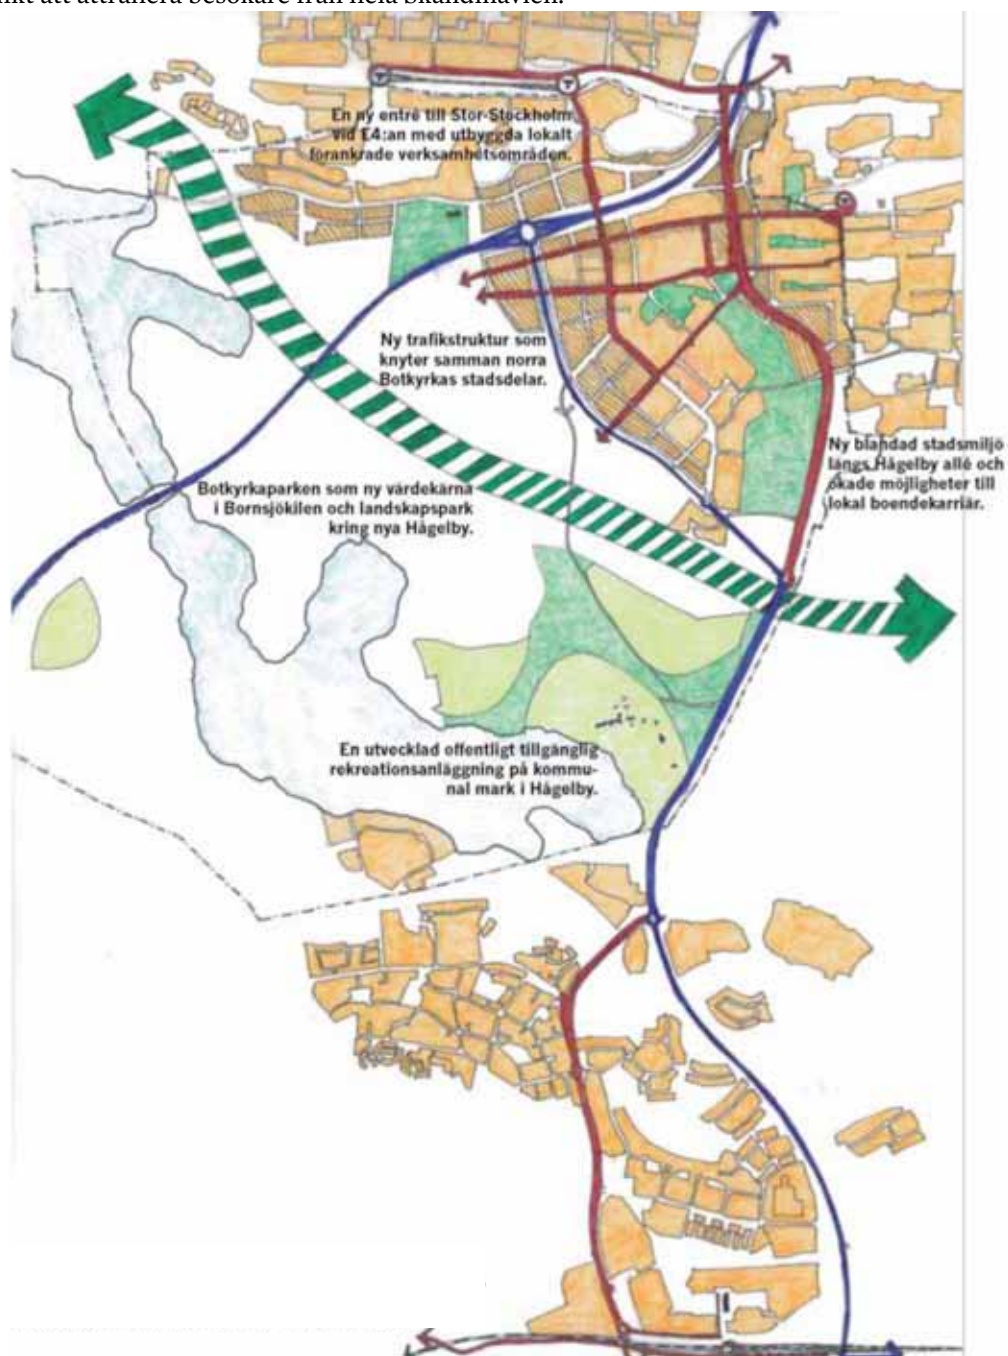 att attrahera besökare från hela Skandinavien.
En ny entré till Stor-Stockholm
vid E4:an med utbyggda lokalt
förankrade verksamhetsområden.
Ny trafikstruktur som
knyter samman norra
Botkyrkas stadsdelar.
Ny blandad stadsmiljö
längs Hågelby allé och
ökade möjligheter till
lokal boendekarriär.
Botkyrkaparken som ny värdekärna
i Bornsjökilen och landskapspark
kring nya Hågelby.
En utvecklad offentligt tillgänglig
rekreationsanläggning på kommu-
nal mark i Hågelby.